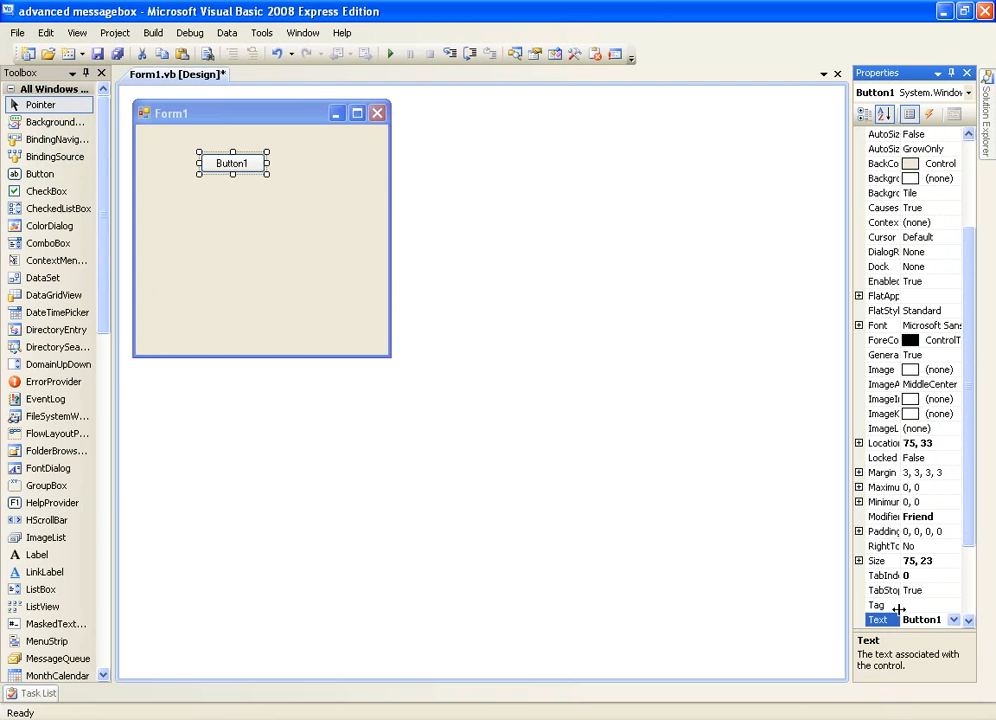 advanced messagebox - Microsoft Visual Basic 2008 Express Edition
File Edit View Project Build Debug Data Tools Window Help
Toolbox
All Windows ...
Pointer
Background...
BindingNavig...
BindingSource
Button
CheckBox
CheckedListBox
ColorDialog
ComboBox
ContextMen...
DataSet
DataGridView
DateTimePicker
DirectoryEntry
DirectorySea...
DomainUpDown
ErrorProvider
EventLog
FileSystemW...
FlowLayoutP...
FolderBrows...
FontDialog
GroupBox
HelpProvider
HScrollBar
ImageList
Label
LinkLabel
ListBox
ListView
MaskedText...
MenuStrip
MessageQueue
MonthCalendar
Form1.vb [Design]*
Form1
Button1
Properties
Button1 System.Window
AutoSiz False
AutoSiz GrowOnly
BackCo Control
Backgr (none)
Backgr Tile
Causes True
Contex (none)
Cursor Default
DialogR None
Dock None
Enabled True
FlatApp
FlatStyl Standard
Font Microsoft Sans
ForeCo ControlT
Genera True
Image (none)
ImageA MiddleCenter
ImageI (none)
ImageK (none)
ImageL (none)
Location 75, 33
Locked False
Margin 3, 3, 3, 3
Maximu 0, 0
Minimur 0, 0
Modifie Friend
Padding 0, 0, 0, 0
RightTo No
Size 75, 23
TabInd 0
TabStop True
Tag
Text Button1
Text
The text associated with
the control.
Solution Explorer
Task List
Ready